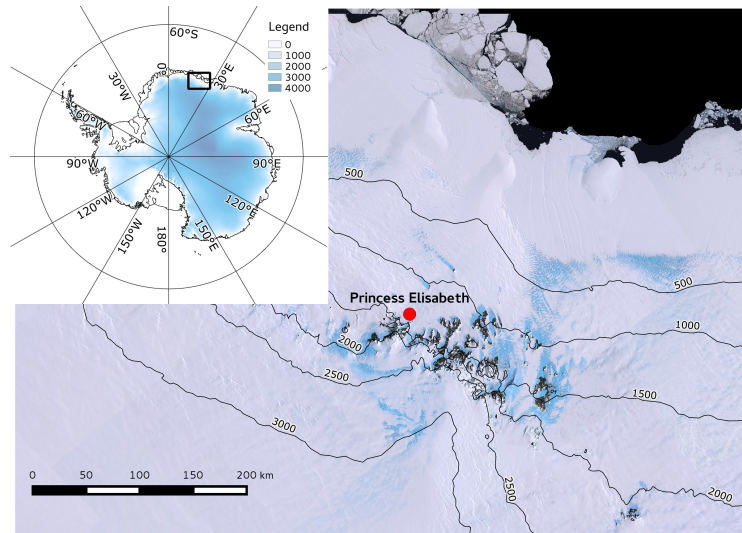 Legend
0
1000
2000
3000
4000
60°S
0
30°E
30°W
60°E
60°W
90°W
90°E
120°W
120°E
150°W
180°
150°E
500
500
Princess Elisabeth
1000
2000
2500
1500
3000
2500
2000
0 50 100 150 200 km